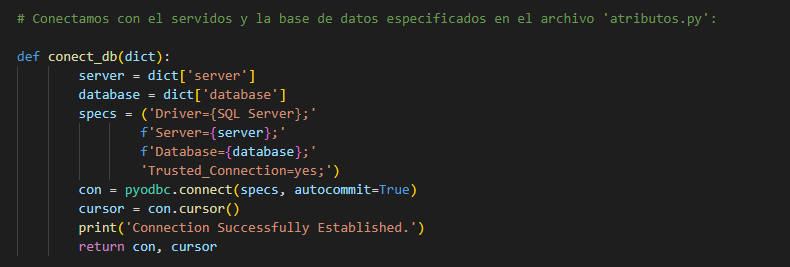 # Conectamos con el servidos y la base de datos especificados en el archivo 'atributos.py':
def conect_db(dict):
server = dict['server']
database = dict['database']
specs = ('Driver={SQL Server};'
f'Server={server};'
f'Database={database};'
'Trusted_Connection=yes;')
con = pyodbc.connect(specs, autocommit=True)
cursor = con.cursor()
print('Connection Successfully Established.')
return con, cursor